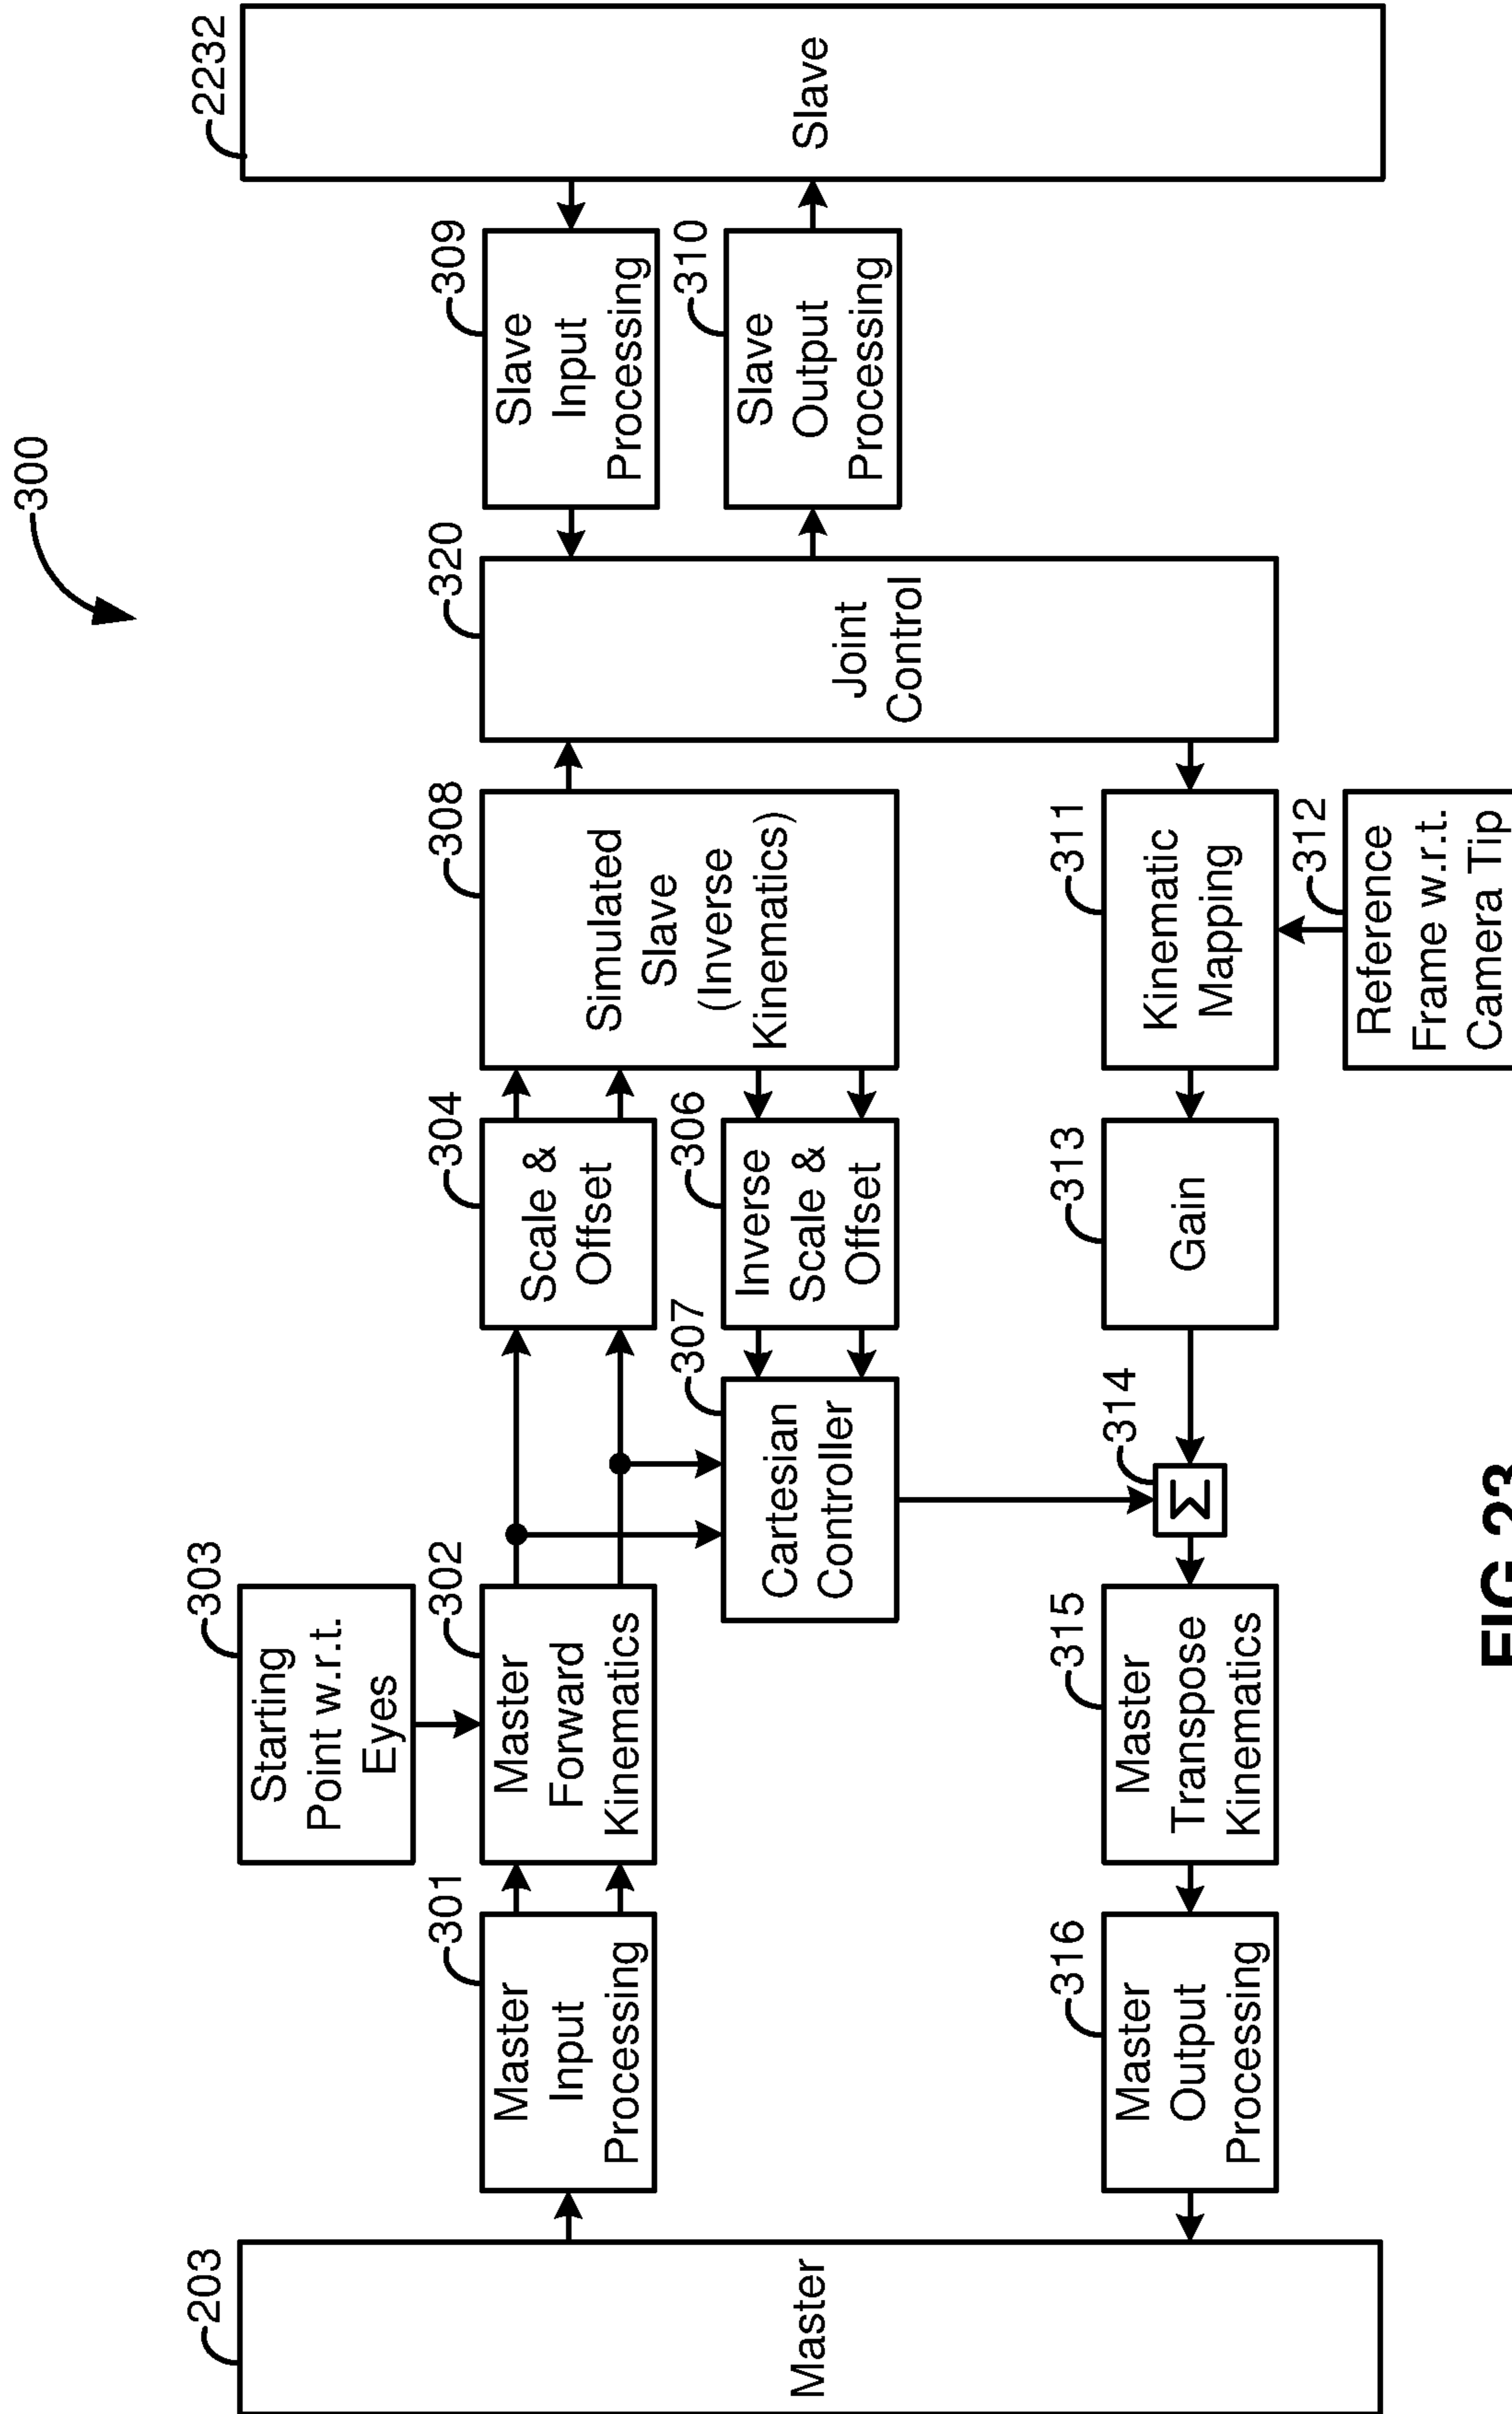 300
203
Master
301
Master
Input
Processing
303
Starting
Point w.r.t.
Eyes
302
Master
Forward
Kinematics
304
Scale &
Offset
308
Simulated
Slave
(Inverse
Kinematics)
320
Joint
Control
309
Slave
Input
Processing
310
Slave
Output
Processing
2232
Slave
307
Cartesian
Controller
306
Inverse
Scale &
Offset
316
Master
Output
Processing
315
Master
Transpose
Kinematics
314
Σ
313
Gain
311
Kinematic
Mapping
312
Reference
Frame w.r.t.
Camera Tip
FIG.23